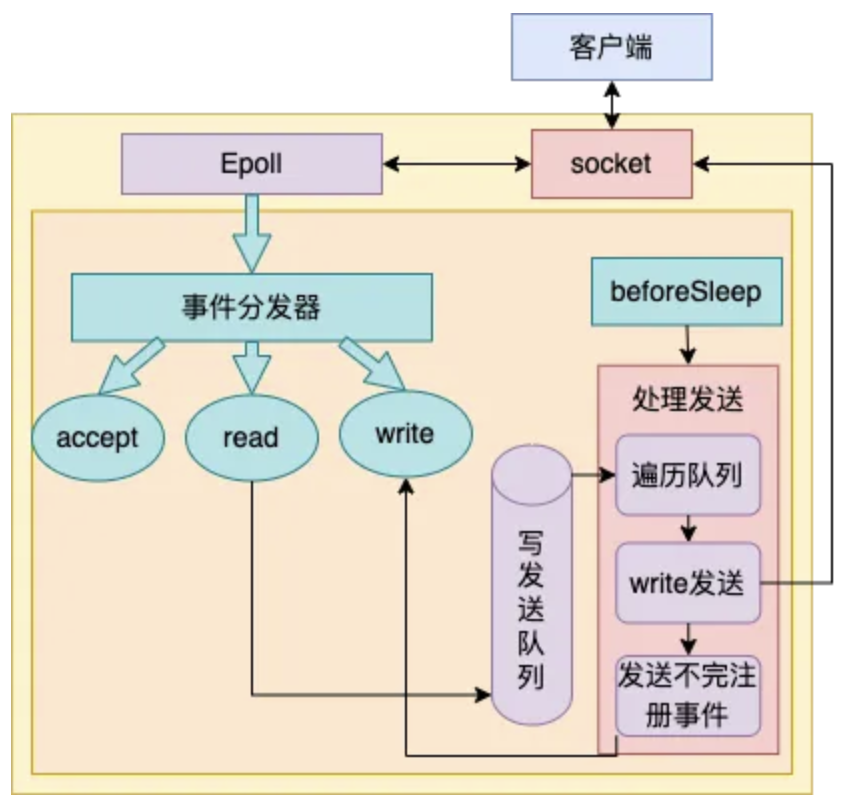 客户端
Epoll
socket
事件分发器
beforeSleep
accept
read
write
处理发送
遍历队列
write发送
发送不完注
册事件
写
发
送
队
列